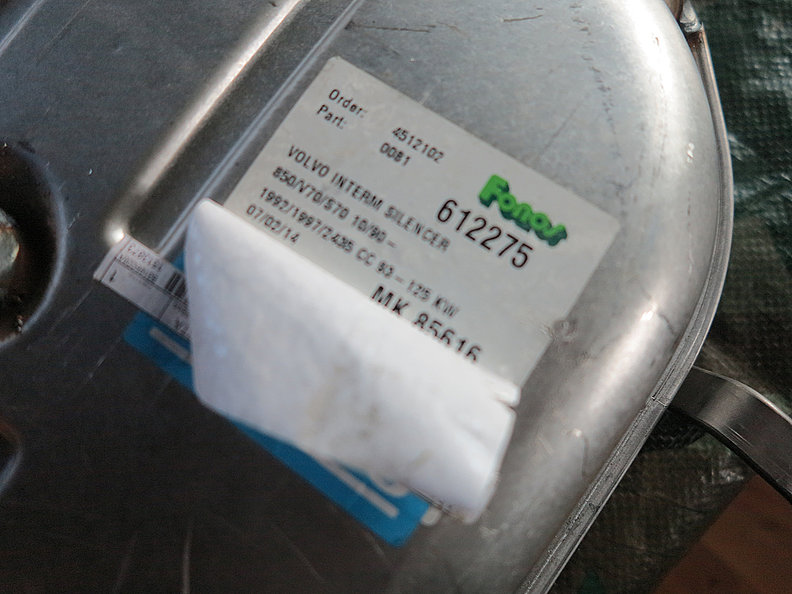 Order: 4512102
Part: 0081
Fonos
VOLVO INTERM SILENCER
612275
850/V70/S70 10/90-
1992/1997/2435 CC 93-125 KW
07/02/14
MK 85616